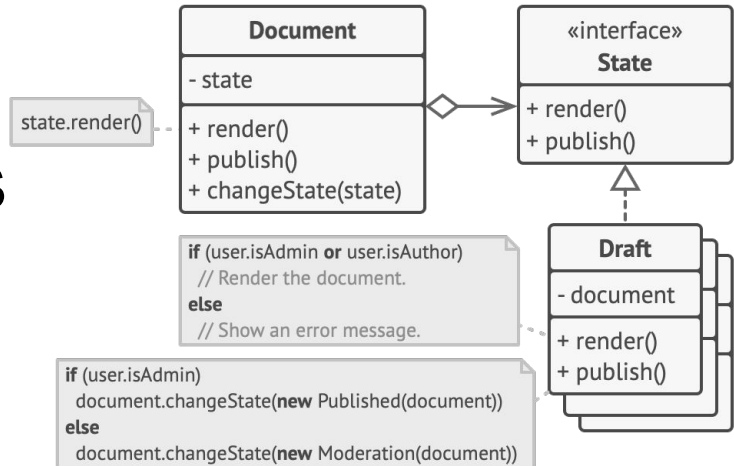 Document
- state
+ render()
+ publish()
+ changeState(state)
«interface»
State
+ render()
+ publish()
state.render()
s
Draft
- document
+ render()
+ publish()
if (user.isAdmin or user.isAuthor)
// Render the document.
else
// Show an error message.
if (user.isAdmin)
document.changeState(new Published(document))
else
document.changeState(new Moderation(document))